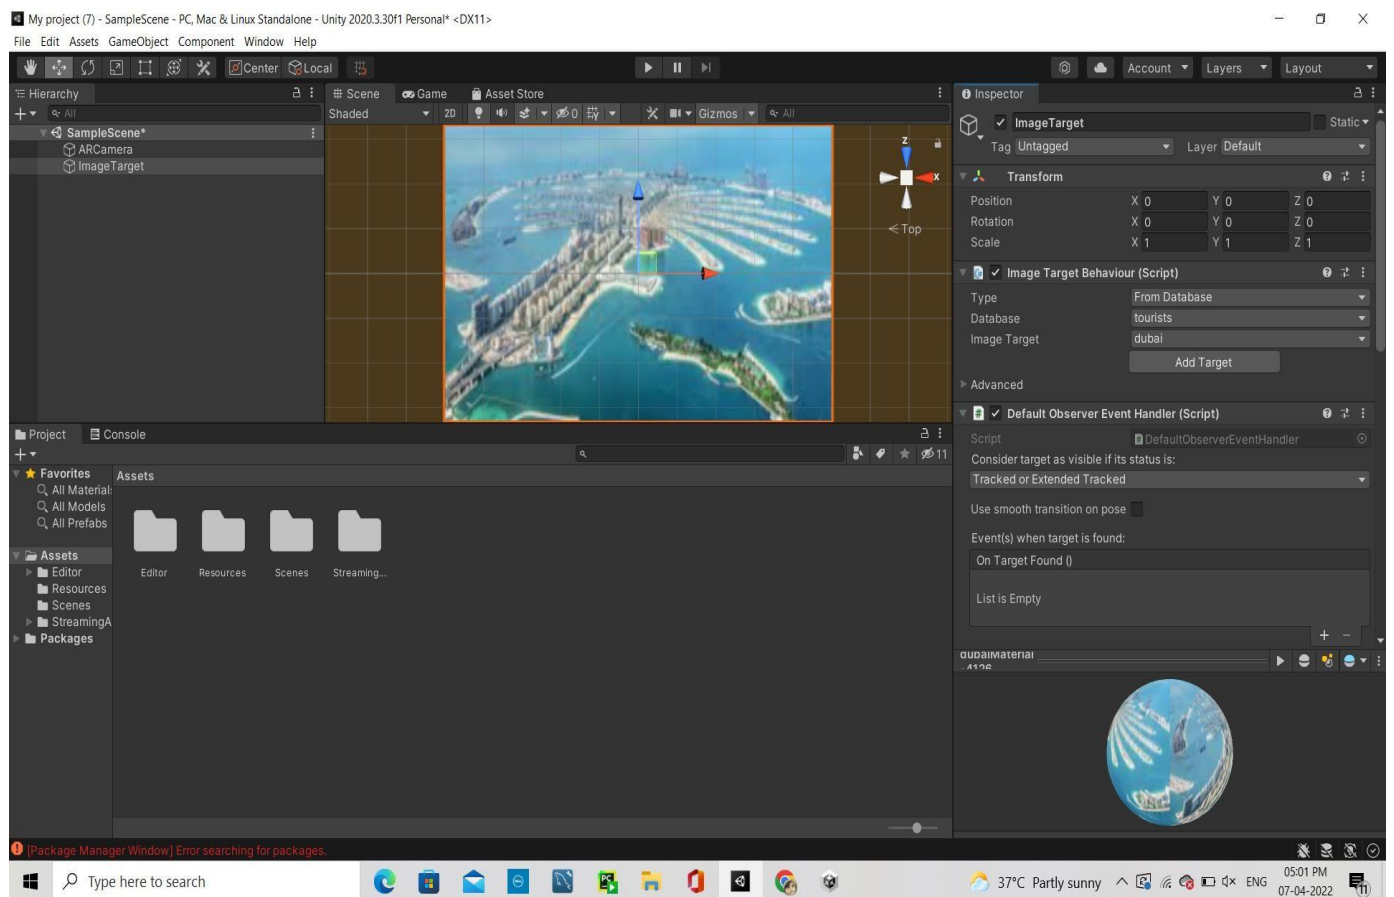 My project (7) - SampleScene - PC, Mac & Linux Standalone - Unity 2020.3.30f1 Personal* <DX11>
File Edit Assets GameObject Component Window Help
Center Local Account Layers Layout
Hierarchy
All
SampleScene*
ARCamera
ImageTarget
Scene Game Asset Store
Shaded 2D 0 Gizmos All
z
x
Top
Inspector
ImageTarget Static
Tag Untagged Layer Default
Transform
Position X 0 Y 0 Z 0
Rotation X 0 Y 0 Z 0
Scale X 1 Y 1 Z 1
Image Target Behaviour (Script)
Type From Database
Database tourists
Image Target dubai
Add Target
Advanced
Default Observer Event Handler (Script)
Script DefaultObserverEventHandler
Consider target as visible if its status is:
Tracked or Extended Tracked
Use smooth transition on pose
Event(s) when target is found:
On Target Found ()
List is Empty
dubaiMaterial
-4126
Project Console
11
Favorites
All Materials
All Models
All Prefabs
Assets
Editor
Resources
Scenes
StreamingA
Packages
Assets
Editor Resources Scenes Streaming...
[Package Manager Window] Error searching for packages.
Type here to search
37°C Partly sunny ENG 05:01 PM
07-04-2022
11